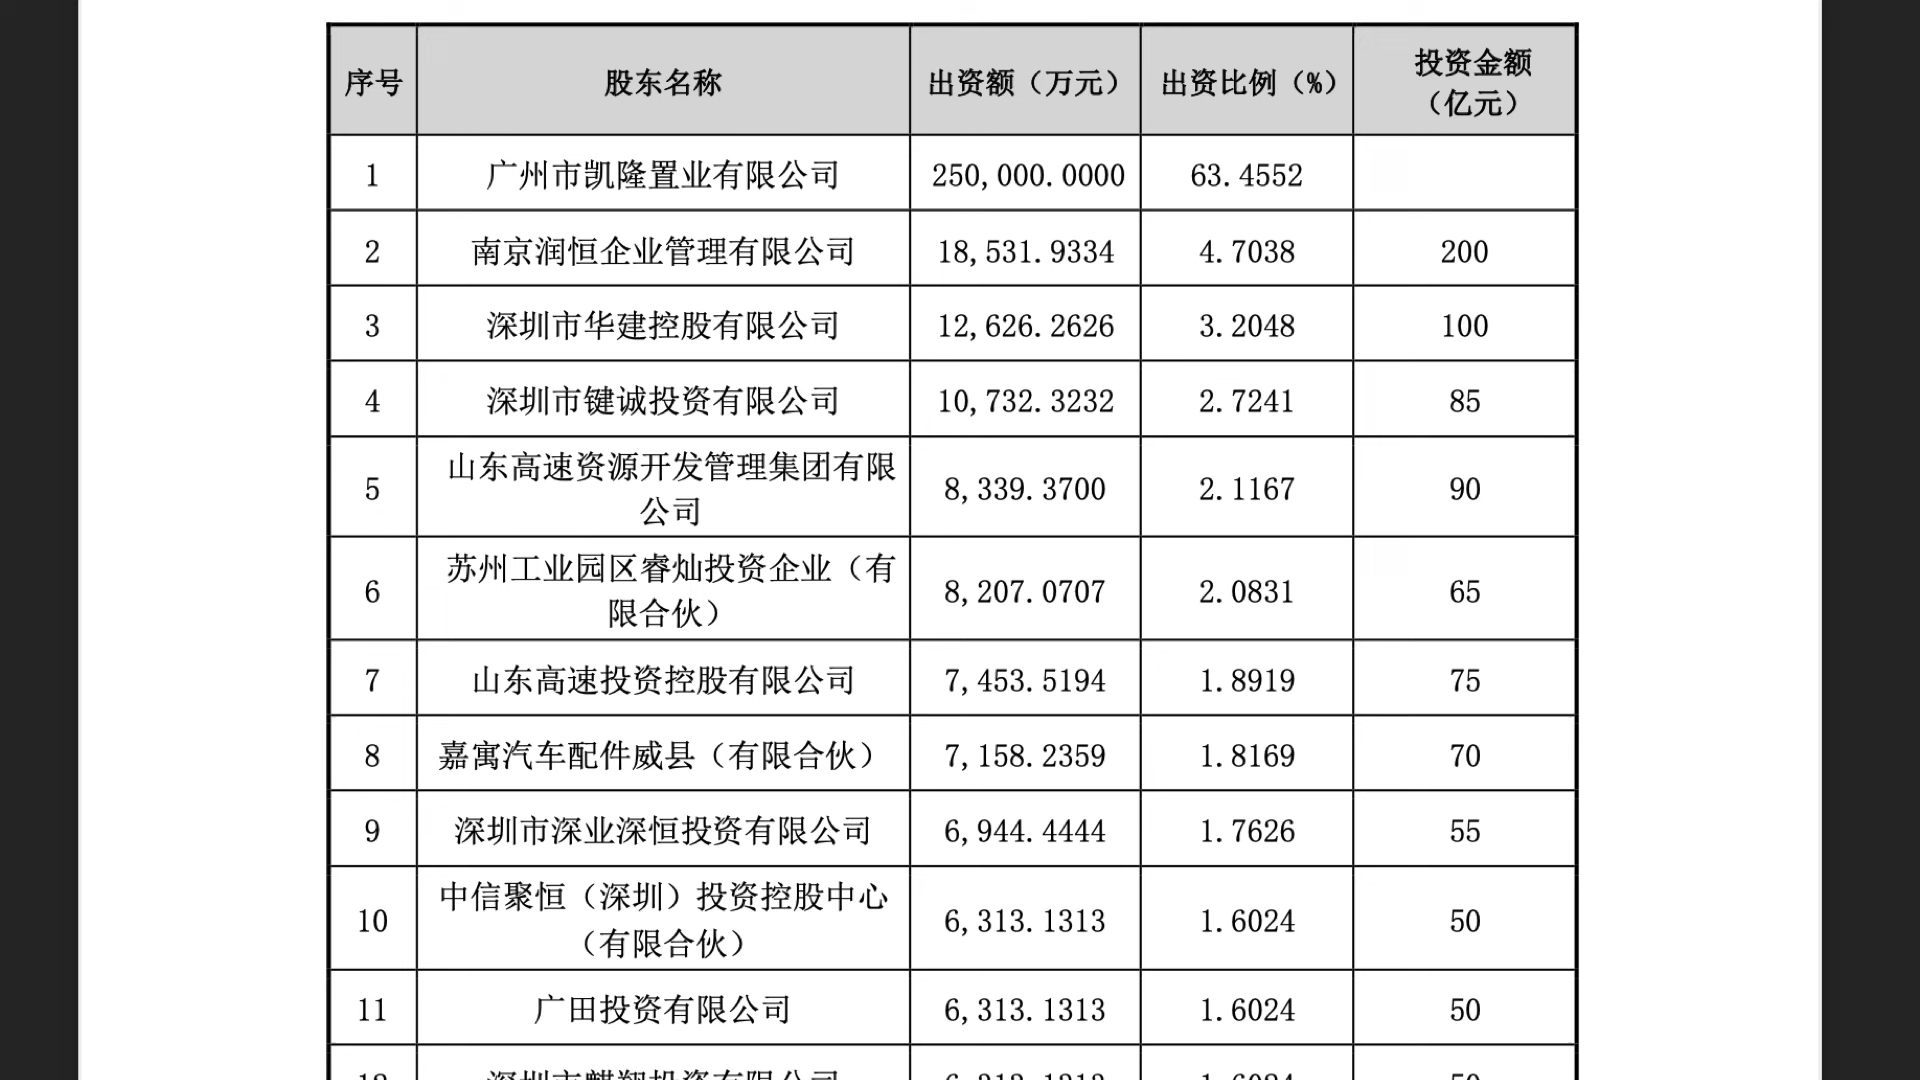 序号 股东名称 出资额（万元） 出资比例（%） 投资金额
（亿元）
1 广州市凯隆置业有限公司 250,000.0000 63.4552
2 南京润恒企业管理有限公司 18,531.9334 4.7038 200
3 深圳市华建控股有限公司 12,626.2626 3.2048 100
4 深圳市键诚投资有限公司 10,732.3232 2.7241 85
5 山东高速资源开发管理集团有限
公司 8,339.3700 2.1167 90
6 苏州工业园区睿灿投资企业（有
限合伙） 8,207.0707 2.0831 65
7 山东高速投资控股有限公司 7,453.5194 1.8919 75
8 嘉寓汽车配件威县（有限合伙） 7,158.2359 1.8169 70
9 深圳市深业深恒投资有限公司 6,944.4444 1.7626 55
10 中信聚恒（深圳）投资控股中心
（有限合伙） 6,313.1313 1.6024 50
11 广田投资有限公司 6,313.1313 1.6024 50